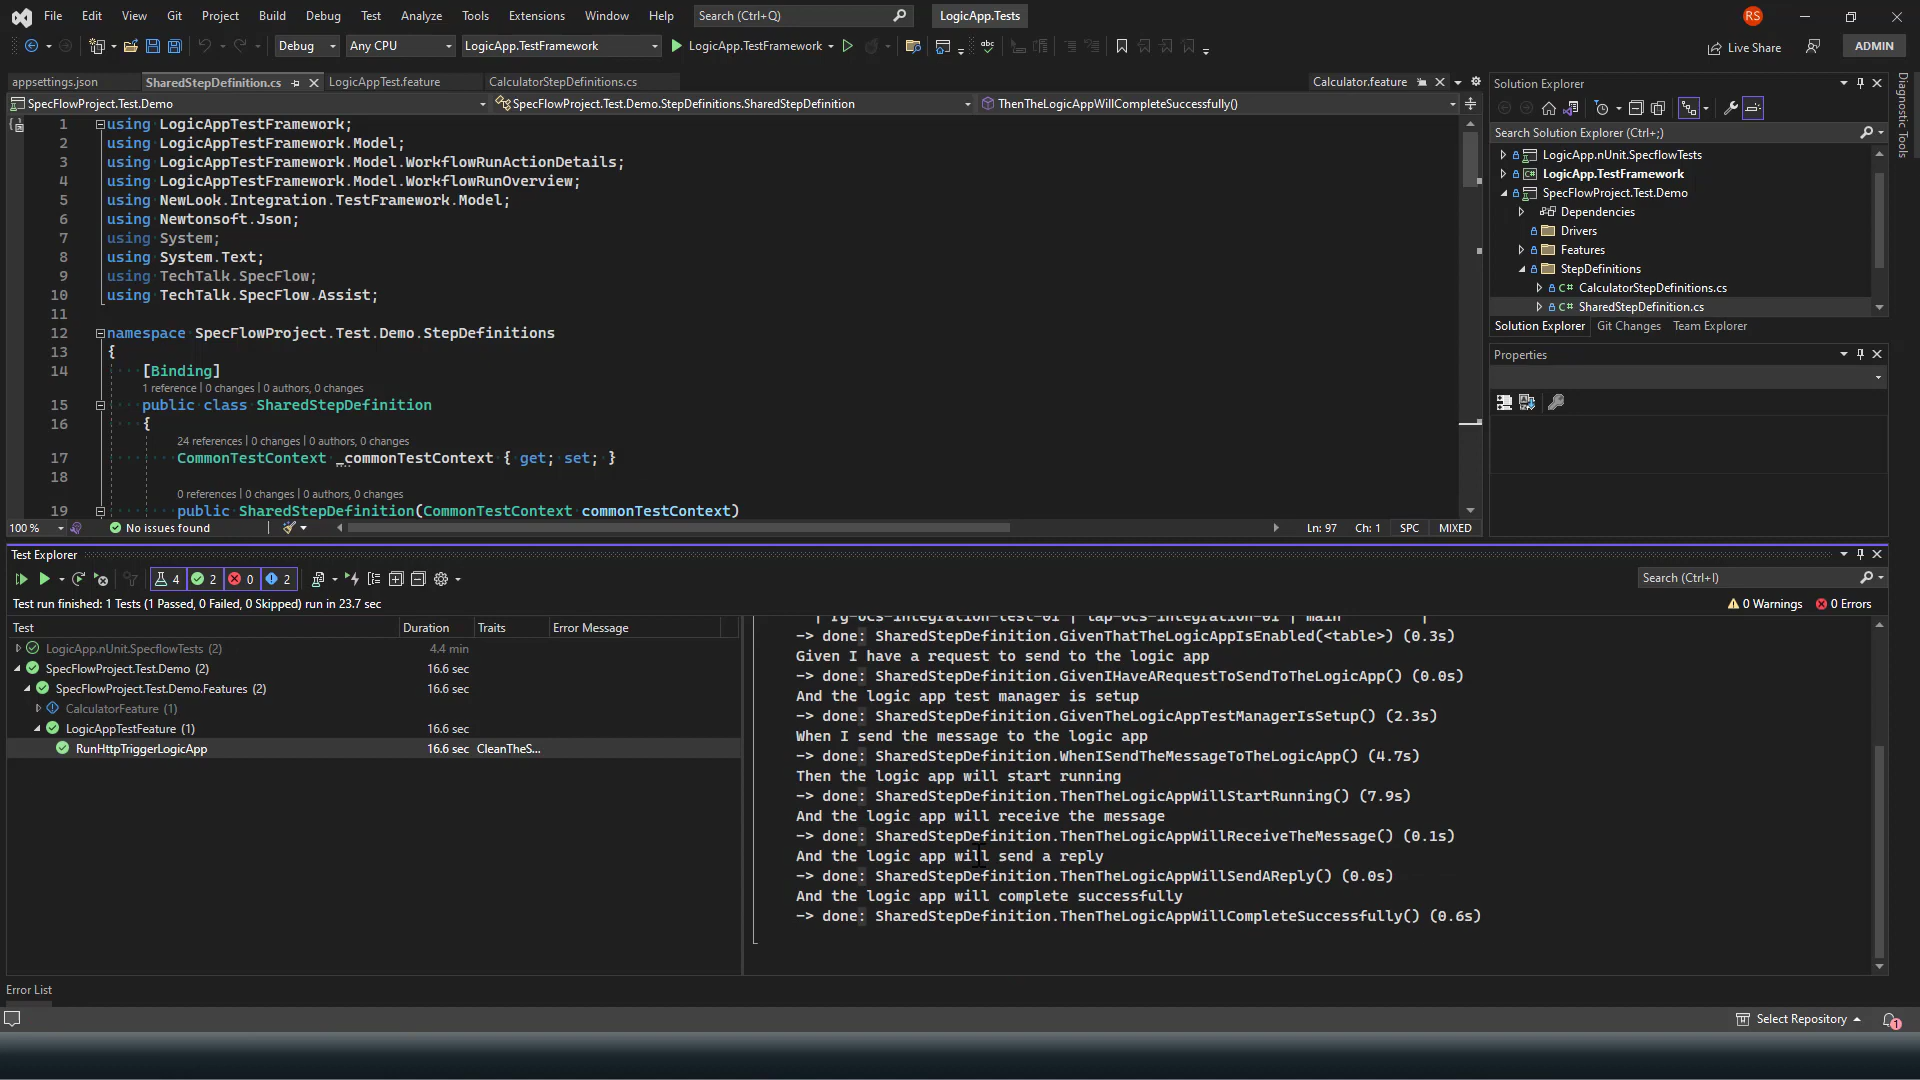 File Edit View Git Project Build Debug Test Analyze Tools Extensions Window Help Search (Ctrl+Q) LogicApp.Tests RS
Debug Any CPU LogicApp.TestFramework LogicApp.TestFramework Live Share ADMIN
appsettings.json SharedStepDefinition.cs LogicAppTest.feature CalculatorStepDefinitions.cs Calculator.feature
SpecFlowProject.Test.Demo SpecFlowProject.Test.Demo.StepDefinitions.SharedStepDefinition ThenTheLogicAppWillCompleteSuccessfully()
1 using LogicAppTestFramework;
2 using LogicAppTestFramework.Model;
3 using LogicAppTestFramework.Model.WorkflowRunActionDetails;
4 using LogicAppTestFramework.Model.WorkflowRunOverview;
5 using NewLook.Integration.TestFramework.Model;
6 using Newtonsoft.Json;
7 using System;
8 using System.Text;
9 using TechTalk.SpecFlow;
10 using TechTalk.SpecFlow.Assist;
11
12 namespace SpecFlowProject.Test.Demo.StepDefinitions
13 {
14 [Binding]
1 reference | 0 changes | 0 authors, 0 changes
15 public class SharedStepDefinition
16 {
24 references | 0 changes | 0 authors, 0 changes
17 CommonTestContext _commonTestContext { get; set; }
18
0 references | 0 changes | 0 authors, 0 changes
19 public SharedStepDefinition(CommonTestContext commonTestContext)
100 % No issues found Ln: 97 Ch: 1 SPC MIXED
Solution Explorer
Search Solution Explorer (Ctrl+;)
LogicApp.nUnit.SpecflowTests
LogicApp.TestFramework
SpecFlowProject.Test.Demo
Dependencies
Drivers
Features
StepDefinitions
C# CalculatorStepDefinitions.cs
C# SharedStepDefinition.cs
Solution Explorer Git Changes Team Explorer
Properties
Diagnostic Tools
Test Explorer
4 2 0 2 Search (Ctrl+I)
Test run finished: 1 Tests (1 Passed, 0 Failed, 0 Skipped) run in 23.7 sec 0 Warnings 0 Errors
Test Duration Traits Error Message
LogicApp.nUnit.SpecflowTests (2) 4.4 min
SpecFlowProject.Test.Demo (2) 16.6 sec
SpecFlowProject.Test.Demo.Features (2) 16.6 sec
CalculatorFeature (1)
LogicAppTestFeature (1) 16.6 sec
RunHttpTriggerLogicApp 16.6 sec CleanTheS...
-> done: SharedStepDefinition.GivenThatTheLogicAppIsEnabled(<table>) (0.3s)
Given I have a request to send to the logic app
-> done: SharedStepDefinition.GivenIHaveARequestToSendToTheLogicApp() (0.0s)
And the logic app test manager is setup
-> done: SharedStepDefinition.GivenTheLogicAppTestManagerIsSetup() (2.3s)
When I send the message to the logic app
-> done: SharedStepDefinition.WhenISendTheMessageToTheLogicApp() (4.7s)
Then the logic app will start running
-> done: SharedStepDefinition.ThenTheLogicAppWillStartRunning() (7.9s)
And the logic app will receive the message
-> done: SharedStepDefinition.ThenTheLogicAppWillReceiveTheMessage() (0.1s)
And the logic app will send a reply
-> done: SharedStepDefinition.ThenTheLogicAppWillSendAReply() (0.0s)
And the logic app will complete successfully
-> done: SharedStepDefinition.ThenTheLogicAppWillCompleteSuccessfully() (0.6s)
Error List
Select Repository 1